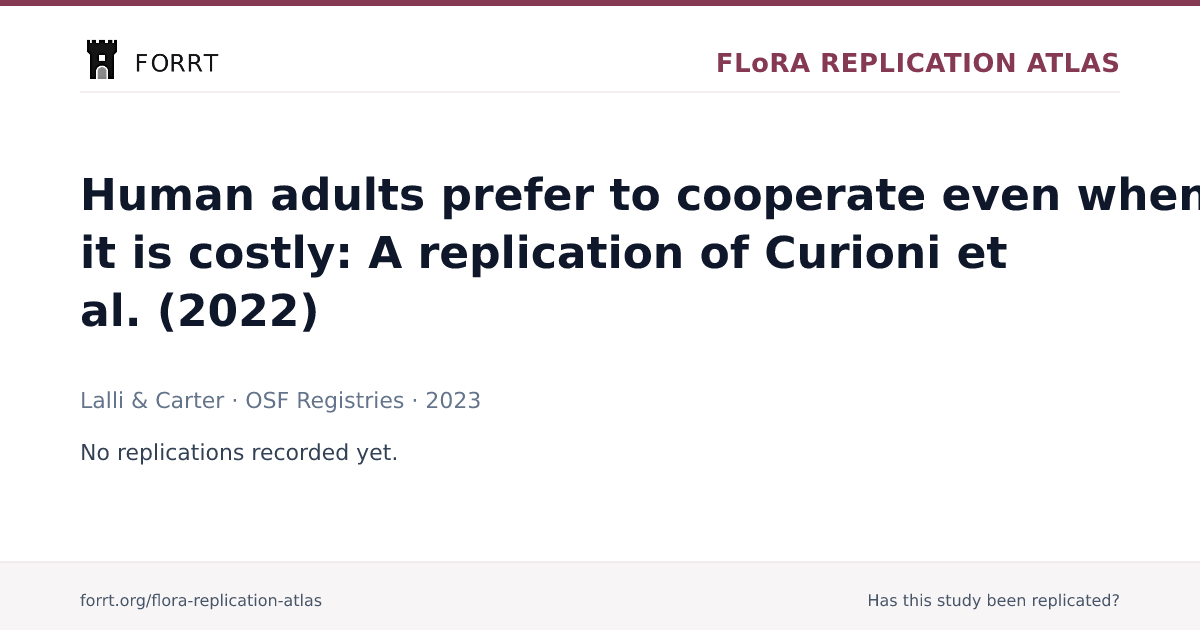 FORRT
FLoRA REPLICATION ATLAS
Human adults prefer to cooperate even when
it is costly: A replication of Curioni et
al. (2022)
Lalli & Carter · OSF Registries · 2023
No replications recorded yet.
forrt.org/flora-replication-atlas
Has this study been replicated?